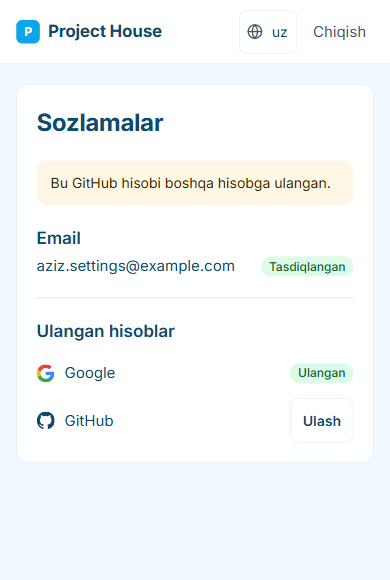 P Project House
uz
Chiqish
Sozlamalar
Bu GitHub hisobi boshqa hisobga ulangan.
Email
aziz.settings@example.com
Tasdiqlangan
Ulangan hisoblar
Google
Ulangan
GitHub
Ulash